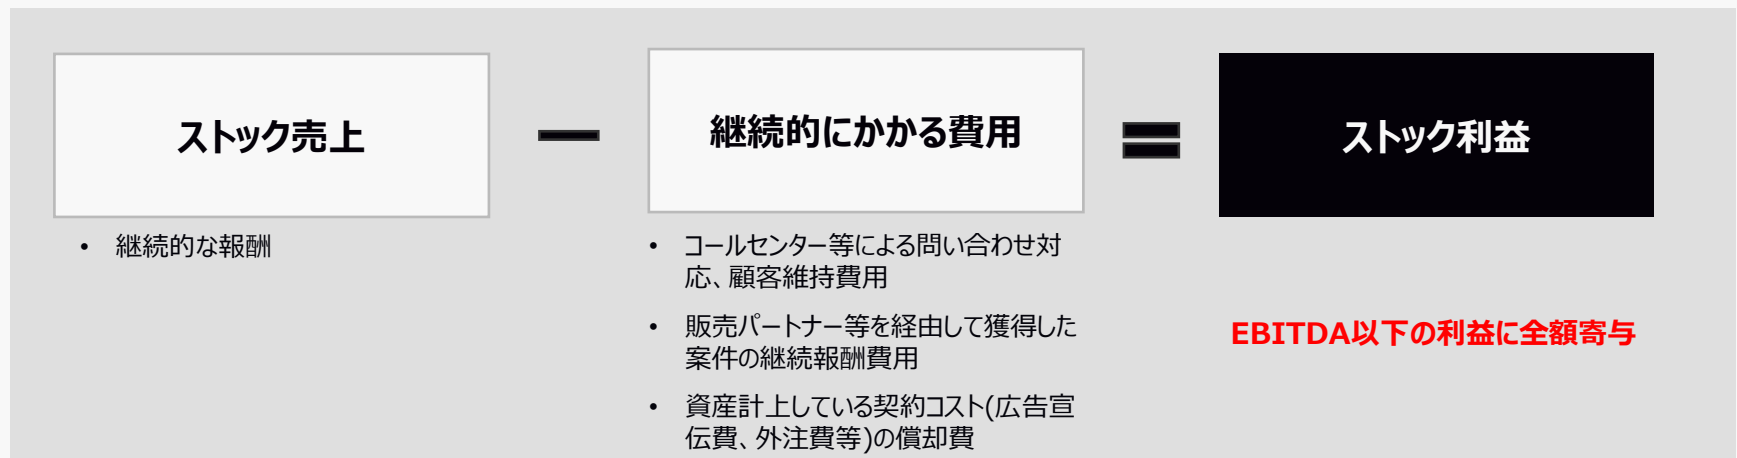 ストック売上
継続的にかかる費用
ストック利益
• 継続的な報酬
• コールセンター等による問い合わせ対
応、顧客維持費用
• 販売パートナー等を経由して獲得した
案件の継続報酬費用
• 資産計上している契約コスト(広告宣
伝費、外注費等)の償却費
EBITDA以下の利益に全額寄与